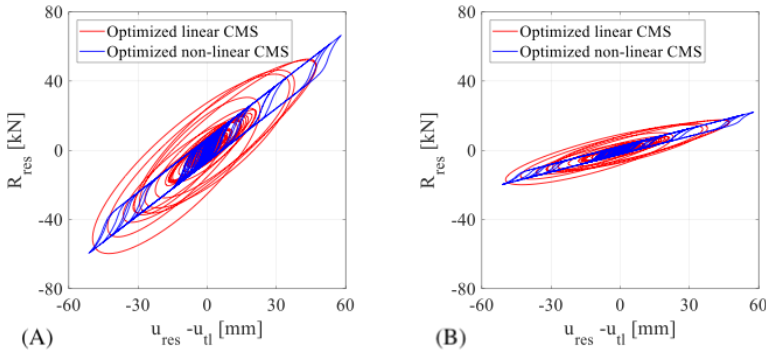 80
40
0
-40
-80
-60
-30
0
30
60
R_res [kN]
u_res -u_tl [mm]
Optimized linear CMS
Optimized non-linear CMS
(A)
80
40
0
-40
-80
-60
-30
0
30
60
R_res [kN]
u_res -u_tl [mm]
Optimized linear CMS
Optimized non-linear CMS
(B)